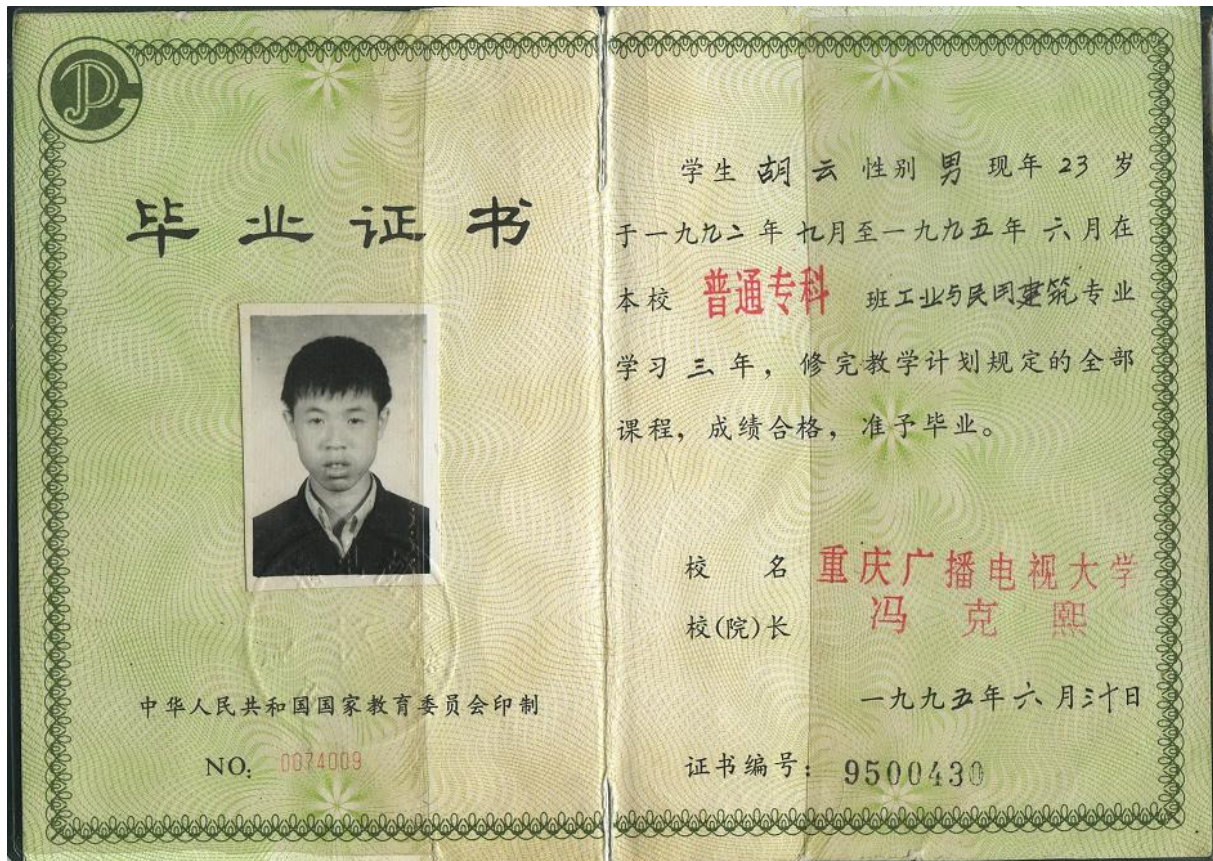 毕业证书
中华人民共和国国家教育委员会印制
NO: 0074009
学生 胡云 性别 男 现年 23 岁
于一九九二年 九月至一九九五年 六月在
本校 普通专科 班工业与民用建筑专业
学习 三 年，修完教学计划规定的全部
课程，成绩合格，准予毕业。
校 名 重庆广播电视大学
校(院)长 冯克熙
一九九五年六月三十日
证书编号：9500430